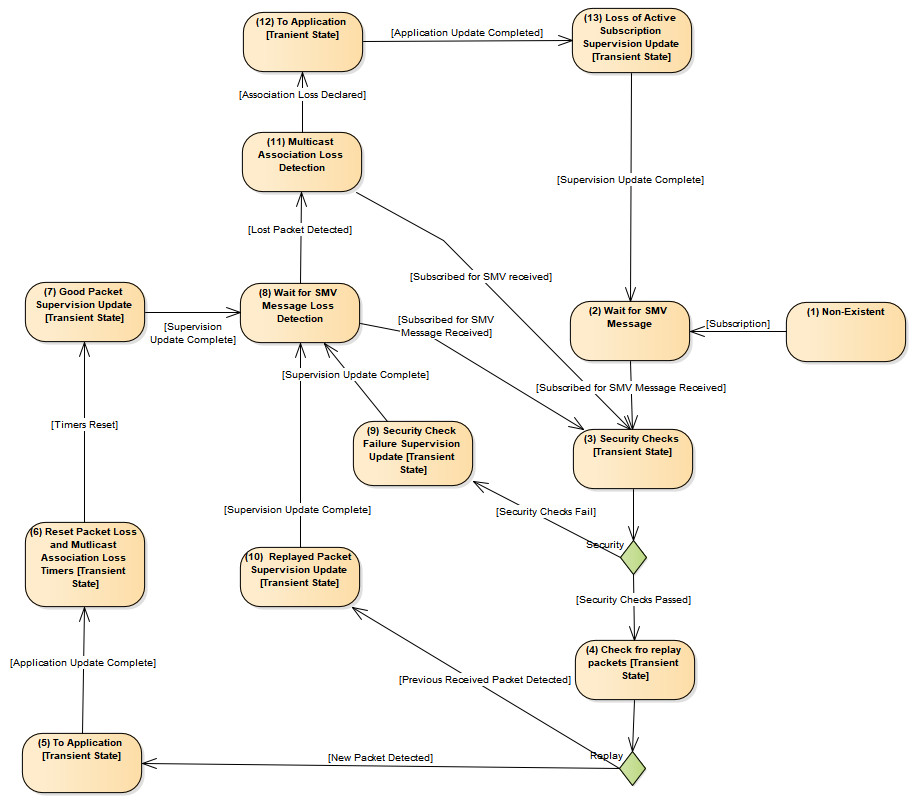 (12) To Application
[Tranient State]
[Application Update Completed]
(13) Loss of Active
Subscription
Supervision Update
[Transient State]
[Association Loss Declared]
(11) Multicast
Association Loss
Detection
[Supervision Update Complete]
[Lost Packet Detected]
[Subscribed for SMV received]
(7) Good Packet
Supervision Update
[Transient State]
(8) Wait for SMV
Message Loss
Detection
(2) Wait for SMV
Message
(1) Non-Existent
[Subscription]
[Supervision
Update Complete]
[Subscribed for SMV
Message Received]
[Supervision Update Complete]
[Subscribed for SMV Message Received]
[Timers Reset]
(9) Security Check
Failure Supervision
Update [Transient
State]
(3) Security Checks
[Transient State]
[Supervision Update Complete]
[Security Checks Fail]
(6) Reset Packet Loss
and Mutlicast
Association Loss
Timers [Transient
State]
Security
(10)  Replayed Packet
Supervision Update
[Transient State]
[Security Checks Passed]
(4) Check fro replay
packets [Transient
State]
[Application Update Complete]
[Previous Received Packet Detected]
(5) To Application
[Transient State]
[New Packet Detected]
Replay